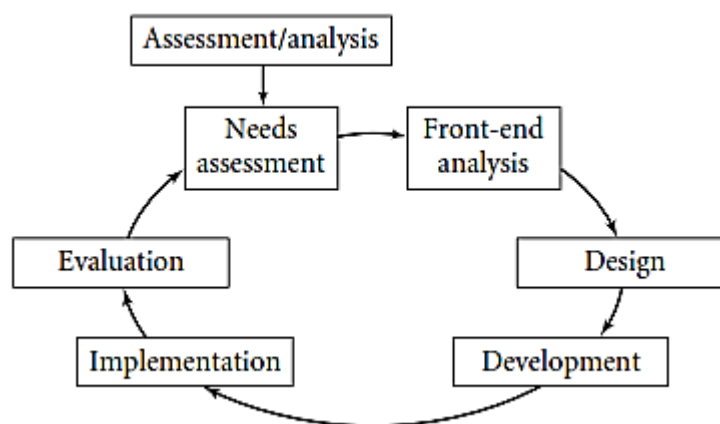 Assessment/analysis
Needs
assessment
Front-end
analysis
Evaluation
Design
Implementation
Development